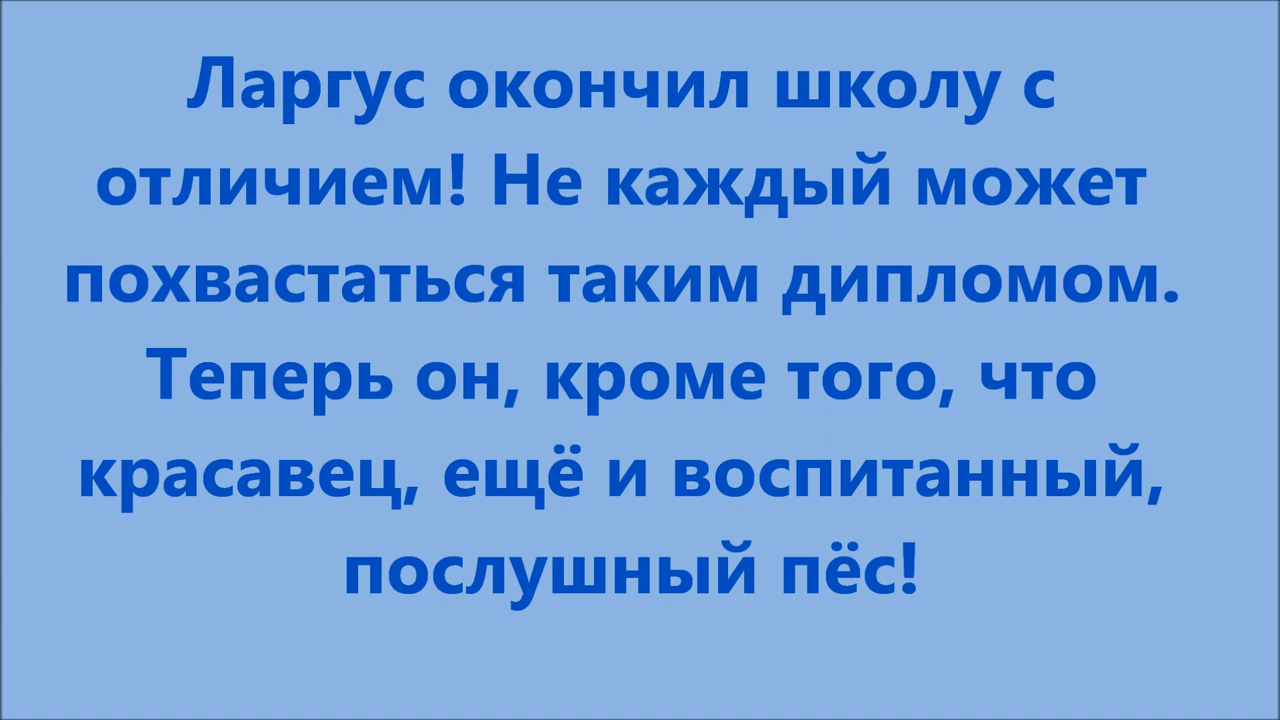 Ларгус окончил школу с
отличием! Не каждый может
похвастаться таким дипломом.
Теперь он, кроме того, что
красавец, ещё и воспитанный,
послушный пёс!